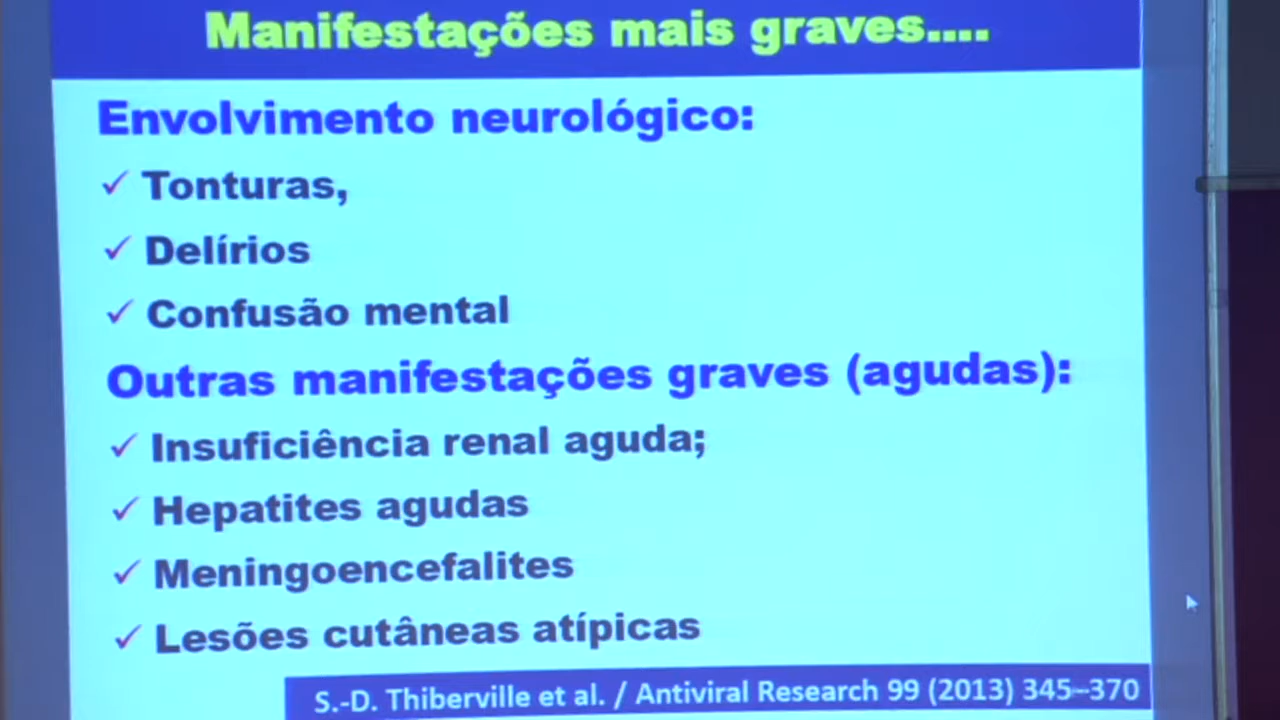 Manifestações mais graves....
Envolvimento neurológico:
✓ Tonturas,
✓ Delírios
✓ Confusão mental
Outras manifestações graves (agudas):
✓ Insuficiência renal aguda;
✓ Hepatites agudas
✓ Meningoencefalites
✓ Lesões cutâneas atípicas
S.-D. Thiberville et al. / Antiviral Research 99 (2013) 345–370